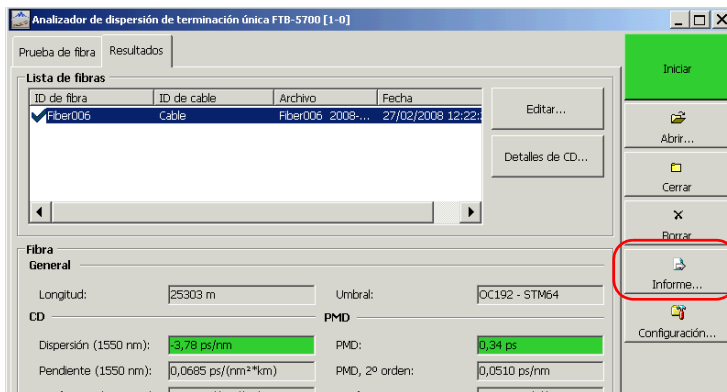 Analizador de dispersión de terminación única FTB-5700 [1-0]
Prueba de fibra Resultados
Lista de fibras
ID de fibra ID de cable Archivo Fecha
Fiber006 Cable Fiber006 2008-... 27/02/2008 12:22:
Editar...
Detalles de CD...
Iniciar
Abrir...
Cerrar
Borrar
Informe...
Configuración...
Fibra
General
Longitud: 25303 m Umbral: OC192 - STM64
CD PMD
Dispersión (1550 nm): -3,78 ps/nm PMD: 0,34 ps
Pendiente (1550 nm): 0,0685 ps/(nm²*km) PMD, 2º orden: 0,0510 ps/nm